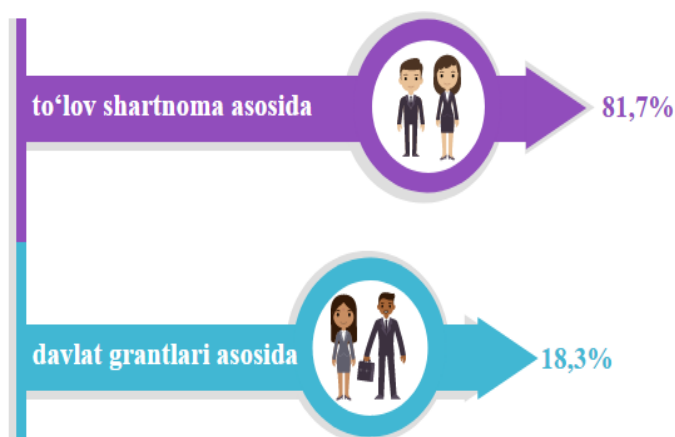 to‘lov shartnoma asosida 81,7%
davlat grantlari asosida 18,3%